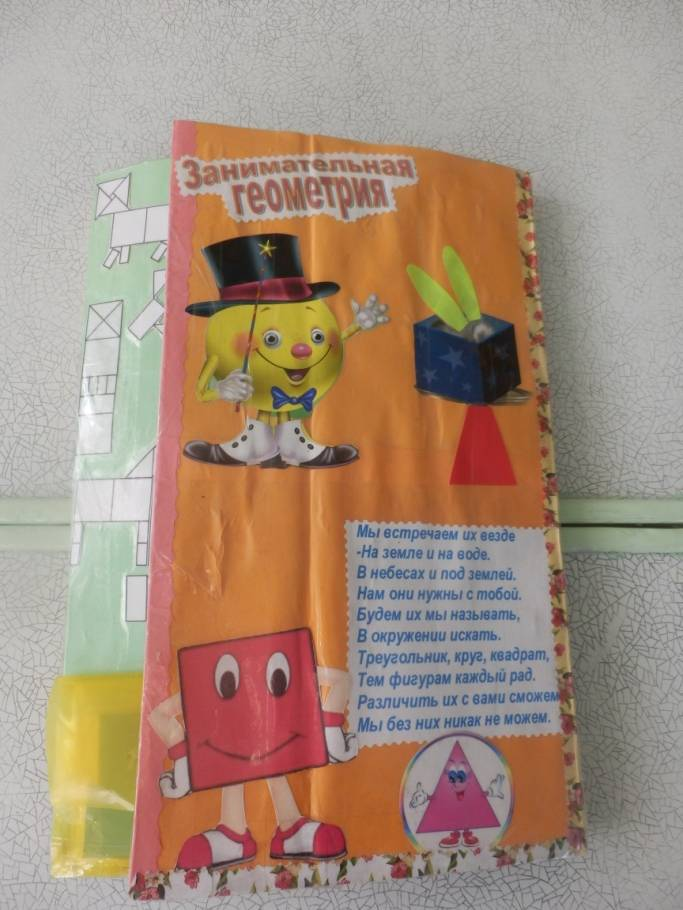 Занимательная
геометрия
Мы встречаем их везде
-На земле и на воде.
В небесах и под землей.
Нам они нужны с тобой.
Будем их мы называть,
В окружении искать.
Треугольник, круг, квадрат,
Тем фигурам каждый рад.
Различить их с вами сможем
Мы без них никак не можем.